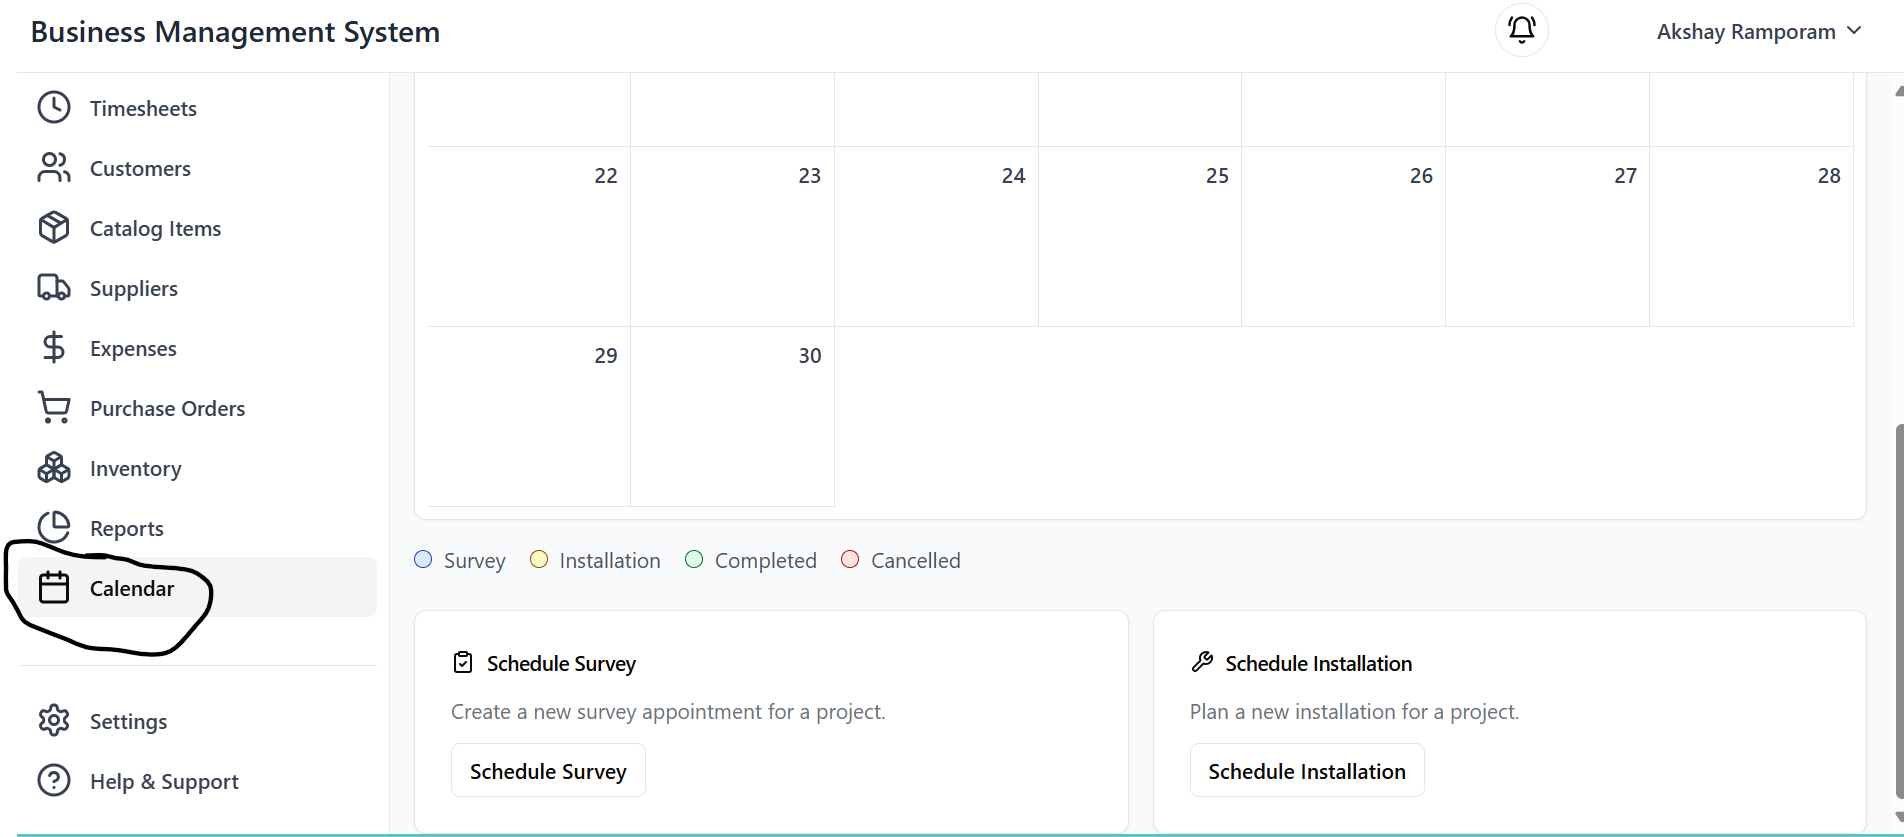 Business Management System
Akshay Ramporam
Timesheets
Customers
Catalog Items
Suppliers
Expenses
Purchase Orders
Inventory
Reports
Calendar
Settings
Help & Support
22 23 24 25 26 27 28
29 30
Survey Installation Completed Cancelled
Schedule Survey
Create a new survey appointment for a project.
Schedule Survey
Schedule Installation
Plan a new installation for a project.
Schedule Installation